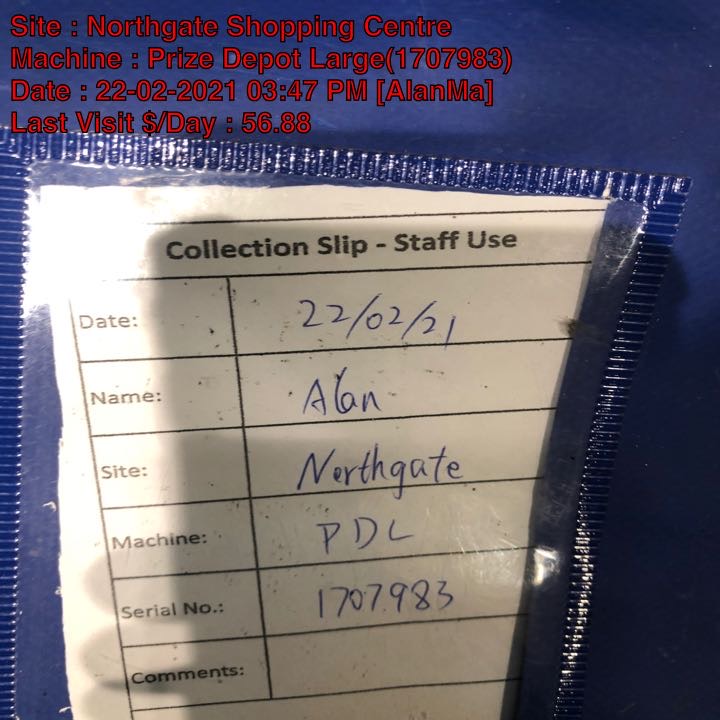 Site : Northgate Shopping Centre
Machine : Prize Depot Large(1707983)
Date : 22-02-2021 03:47 PM [AlanMa]
Last Visit $/Day : 56.88
Collection Slip - Staff Use
Date: 22/02/21
Name: Alan
Site: Northgate
Machine: PDL
Serial No.: 1707983
Comments: